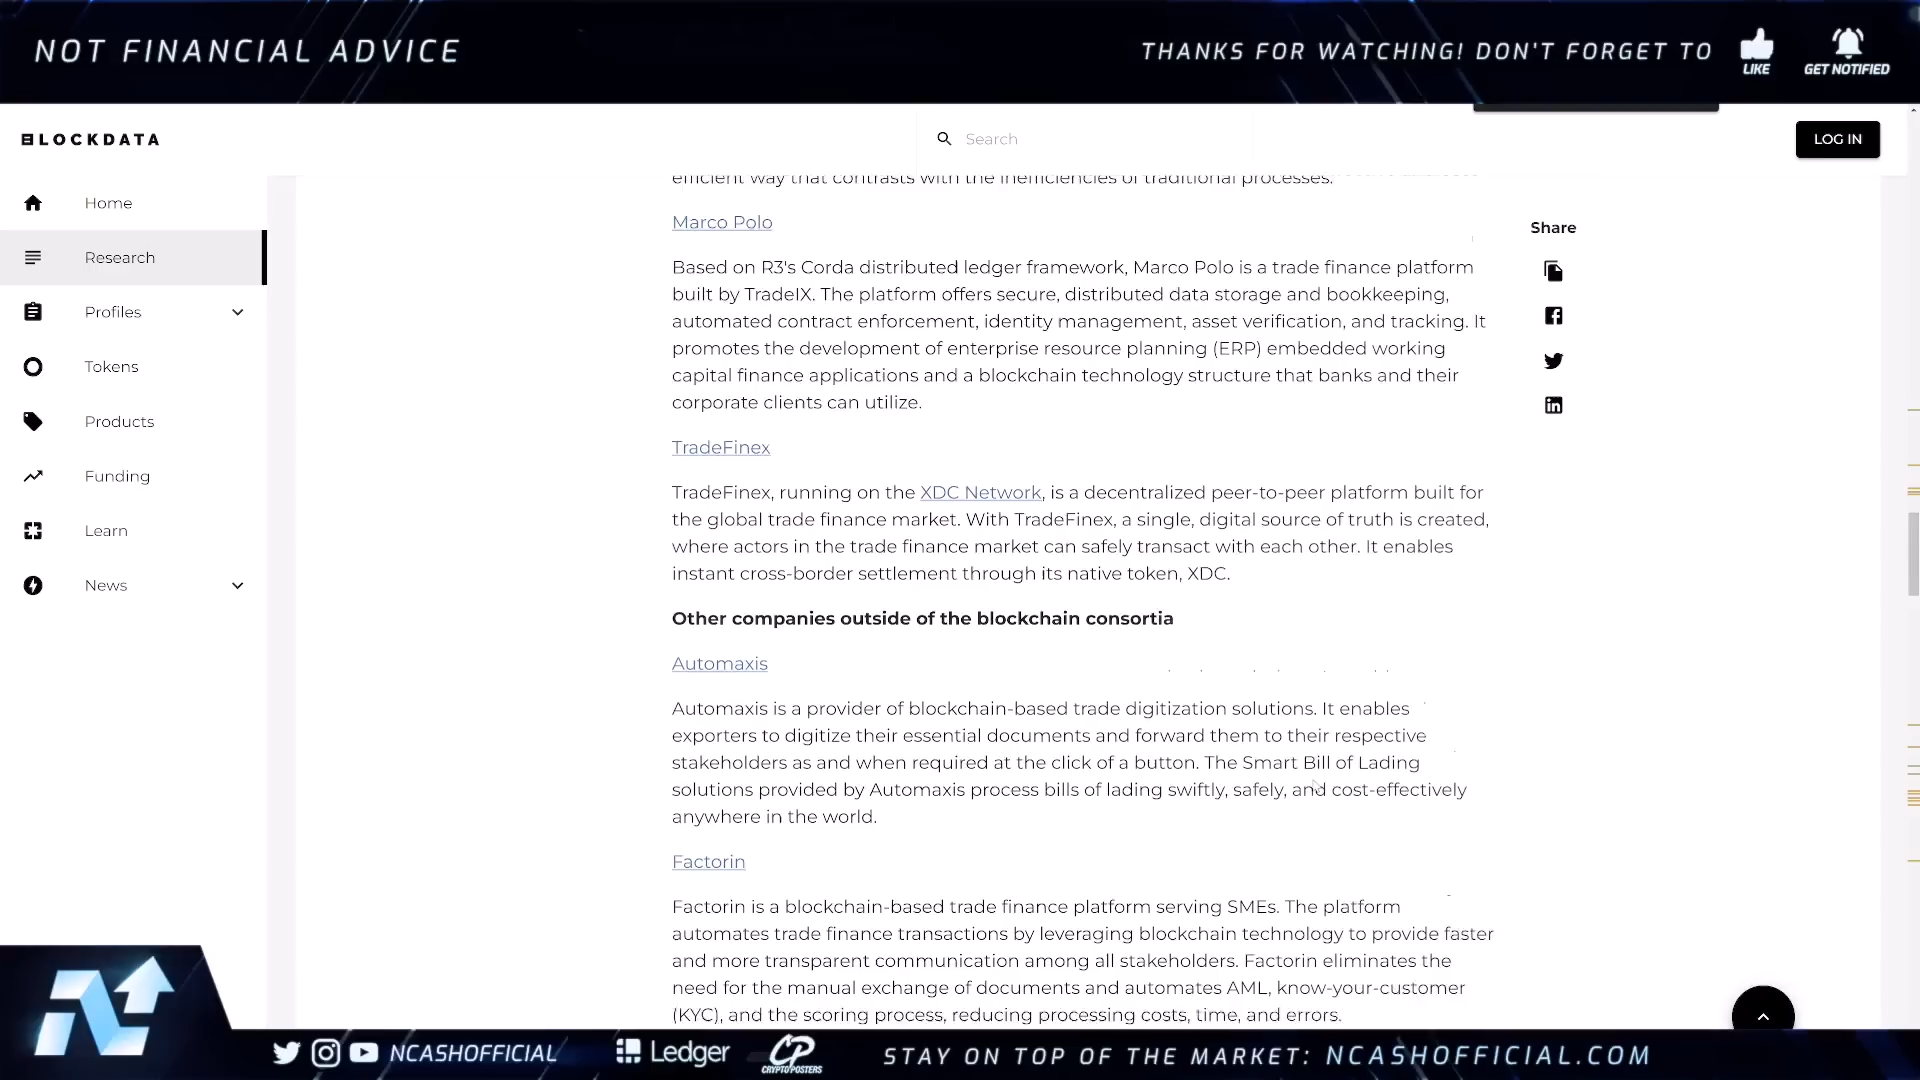 NOT FINANCIAL ADVICE
THANKS FOR WATCHING! DON'T FORGET TO
LIKE
GET NOTIFIED
BLOCKDATA
Search
LOG IN
Home
Research
Profiles
Tokens
Products
Funding
Learn
News
efficient way that contrasts with the inefficiencies of traditional processes.
Marco Polo
Based on R3's Corda distributed ledger framework, Marco Polo is a trade finance platform
built by TradeIX. The platform offers secure, distributed data storage and bookkeeping,
automated contract enforcement, identity management, asset verification, and tracking. It
promotes the development of enterprise resource planning (ERP) embedded working
capital finance applications and a blockchain technology structure that banks and their
corporate clients can utilize.
TradeFinex
TradeFinex, running on the XDC Network, is a decentralized peer-to-peer platform built for
the global trade finance market. With TradeFinex, a single, digital source of truth is created,
where actors in the trade finance market can safely transact with each other. It enables
instant cross-border settlement through its native token, XDC.
Other companies outside of the blockchain consortia
Automaxis
Automaxis is a provider of blockchain-based trade digitization solutions. It enables
exporters to digitize their essential documents and forward them to their respective
stakeholders as and when required at the click of a button. The Smart Bill of Lading
solutions provided by Automaxis process bills of lading swiftly, safely, and cost-effectively
anywhere in the world.
Factorin
Factorin is a blockchain-based trade finance platform serving SMEs. The platform
automates trade finance transactions by leveraging blockchain technology to provide faster
and more transparent communication among all stakeholders. Factorin eliminates the
need for the manual exchange of documents and automates AML, know-your-customer
(KYC), and the scoring process, reducing processing costs, time, and errors.
Share
NCASHOFFICIAL
Ledger
CP
CRYPTO POSTERS
STAY ON TOP OF THE MARKET: NCASHOFFICIAL.COM